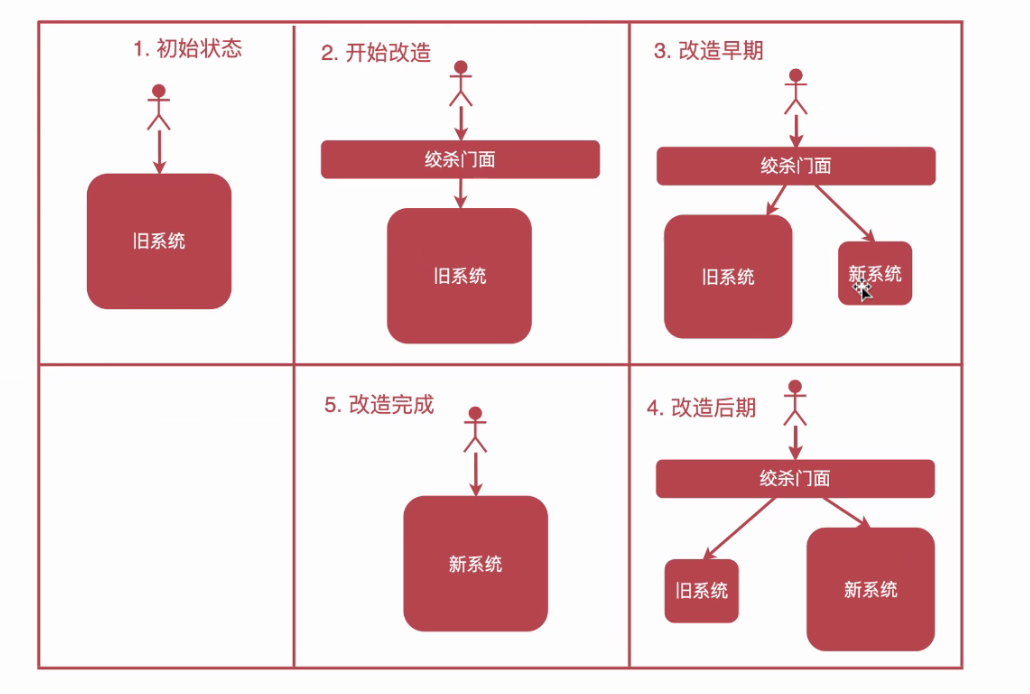 1. 初始状态
旧系统
2. 开始改造
绞杀门面
旧系统
3. 改造早期
绞杀门面
旧系统
新系统
4. 改造后期
绞杀门面
旧系统
新系统
5. 改造完成
新系统